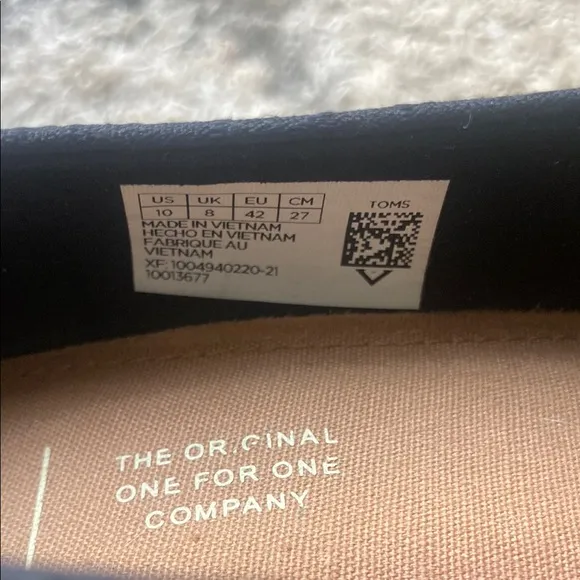 US UK EU CM
10 8 42 27
MADE IN VIETNAM
HECHO EN VIETNAM
FABRIQUE AU
VIETNAM
XF 1004940220-21
10013677
TOMS
THE ORIGINAL
ONE FOR ONE
COMPANY